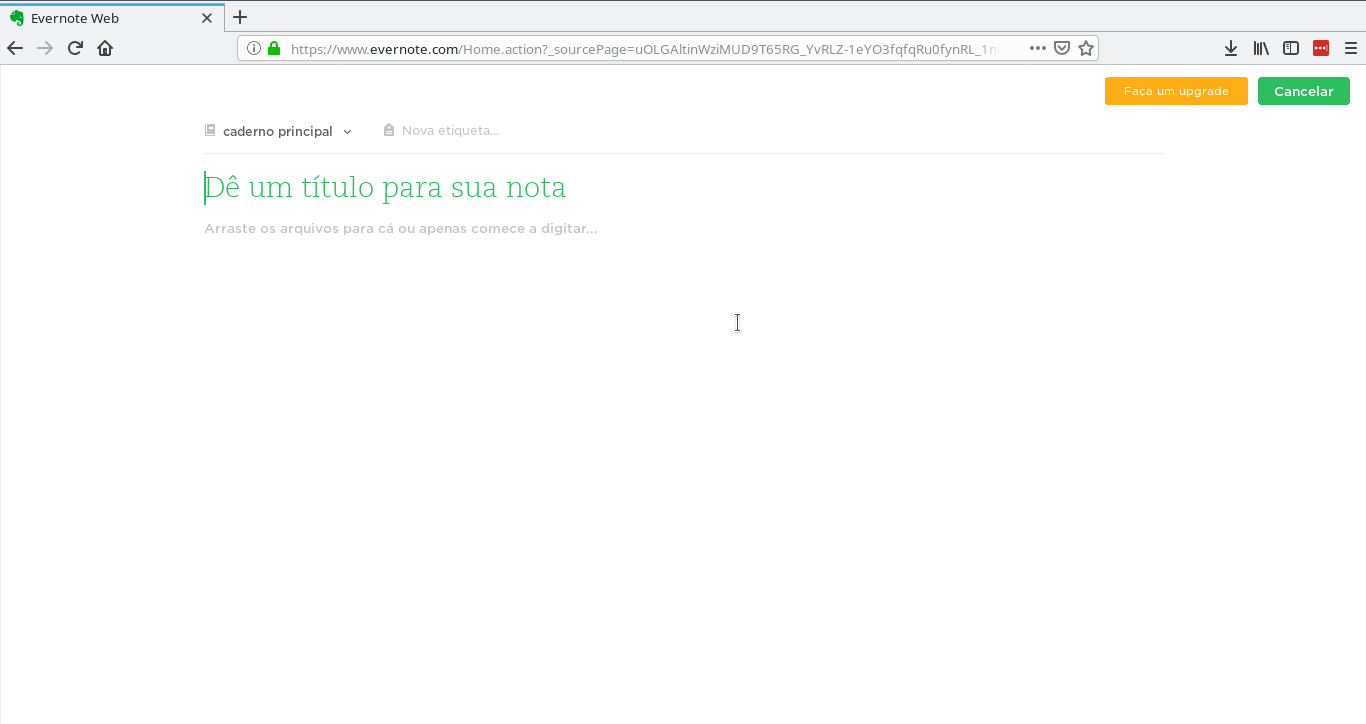 Evernote Web
https://www.evernote.com/Home.action?_sourcePage=uOLGAltinWziMUD9T65RG_YvRLZ-1eYO3fqfqRu0fynRL_1n
Faça um upgrade
Cancelar
caderno principal
Nova etiqueta...
Dê um título para sua nota
Arraste os arquivos para cá ou apenas comece a digitar...